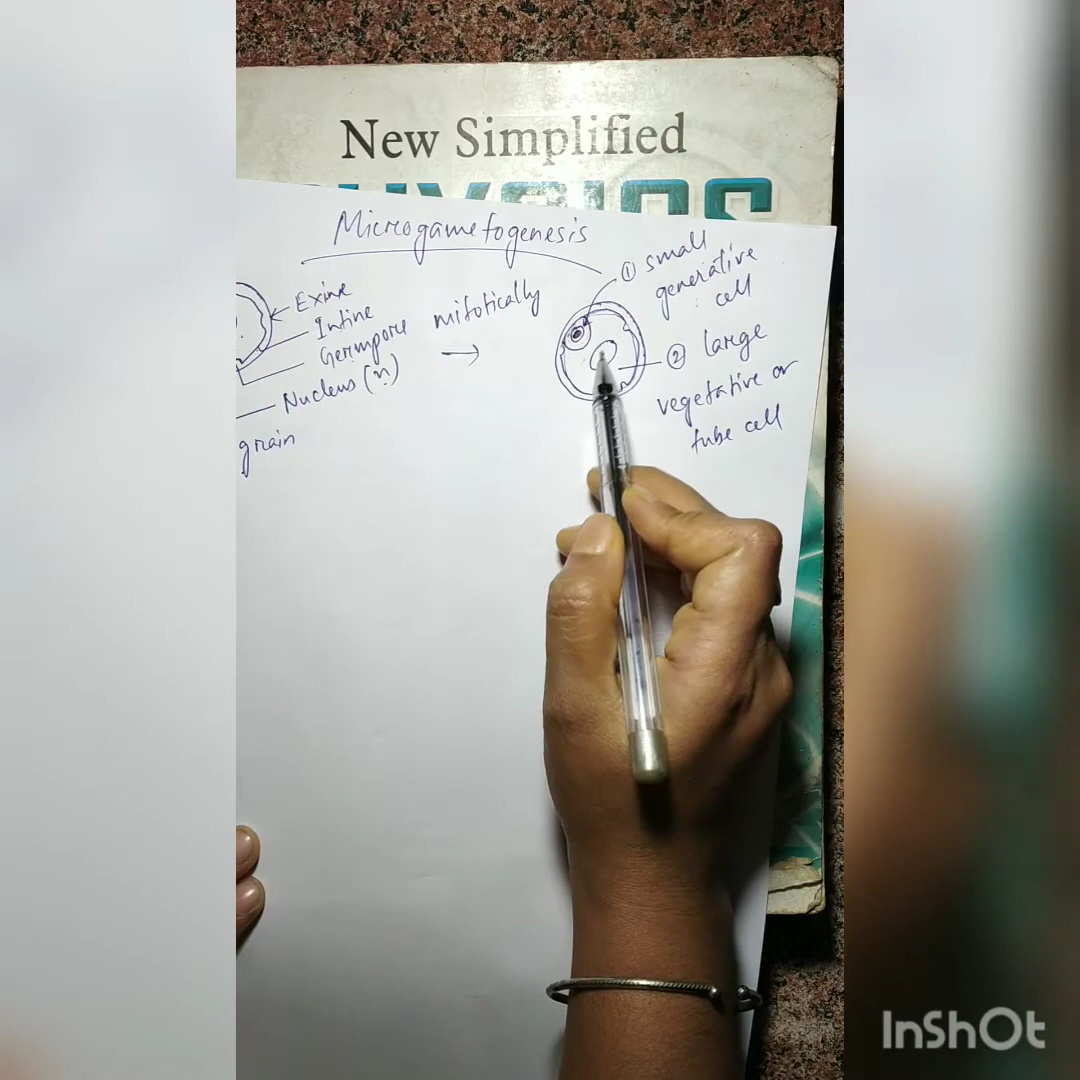 New Simplified
PHYSICS
Microgametogenesis
Exine
Intine
Germpore
Nucleus (n)
grain
mitotically
① small
generative
cell
② large
vegetative or
tube cell
InShOt